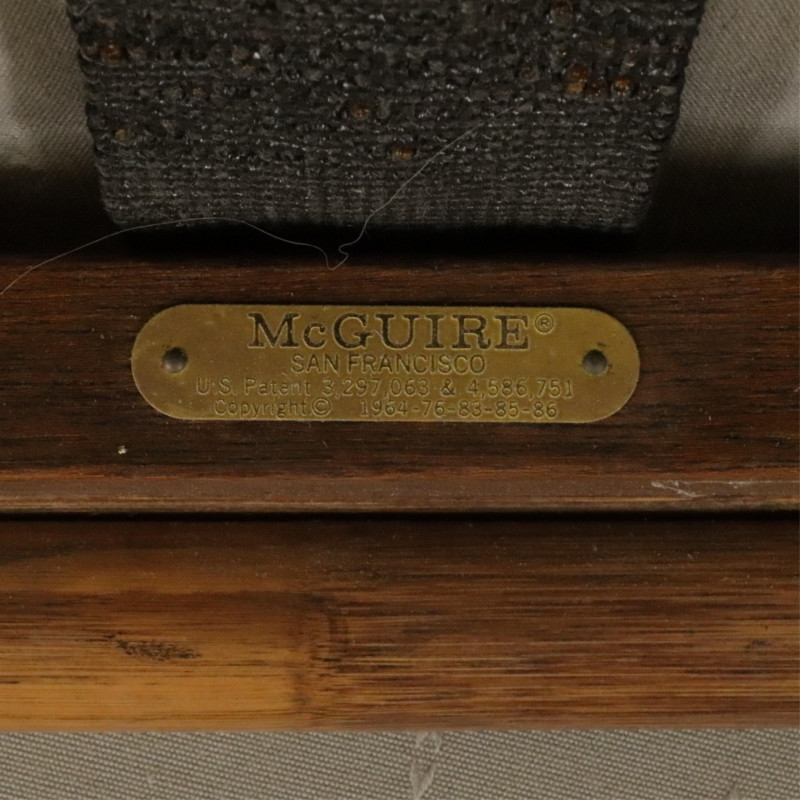 McGUIRE®
SAN FRANCISCO
U.S. Patent 3,297,063 & 4,586,751
Copyright © 1964-76-83-85-86